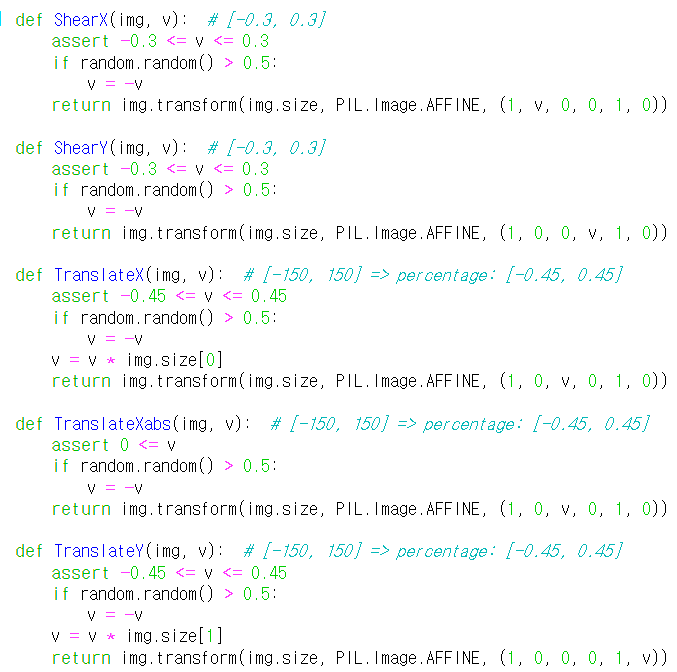 def ShearX(img, v):  # [-0.3, 0.3]
    assert -0.3 <= v <= 0.3
    if random.random() > 0.5:
        v = -v
    return img.transform(img.size, PIL.Image.AFFINE, (1, v, 0, 0, 1, 0))

def ShearY(img, v):  # [-0.3, 0.3]
    assert -0.3 <= v <= 0.3
    if random.random() > 0.5:
        v = -v
    return img.transform(img.size, PIL.Image.AFFINE, (1, 0, 0, v, 1, 0))

def TranslateX(img, v):  # [-150, 150] => percentage: [-0.45, 0.45]
    assert -0.45 <= v <= 0.45
    if random.random() > 0.5:
        v = -v
    v = v * img.size[0]
    return img.transform(img.size, PIL.Image.AFFINE, (1, 0, v, 0, 1, 0))

def TranslateXabs(img, v):  # [-150, 150] => percentage: [-0.45, 0.45]
    assert 0 <= v
    if random.random() > 0.5:
        v = -v
    return img.transform(img.size, PIL.Image.AFFINE, (1, 0, v, 0, 1, 0))

def TranslateY(img, v):  # [-150, 150] => percentage: [-0.45, 0.45]
    assert -0.45 <= v <= 0.45
    if random.random() > 0.5:
        v = -v
    v = v * img.size[1]
    return img.transform(img.size, PIL.Image.AFFINE, (1, 0, 0, 0, 1, v))